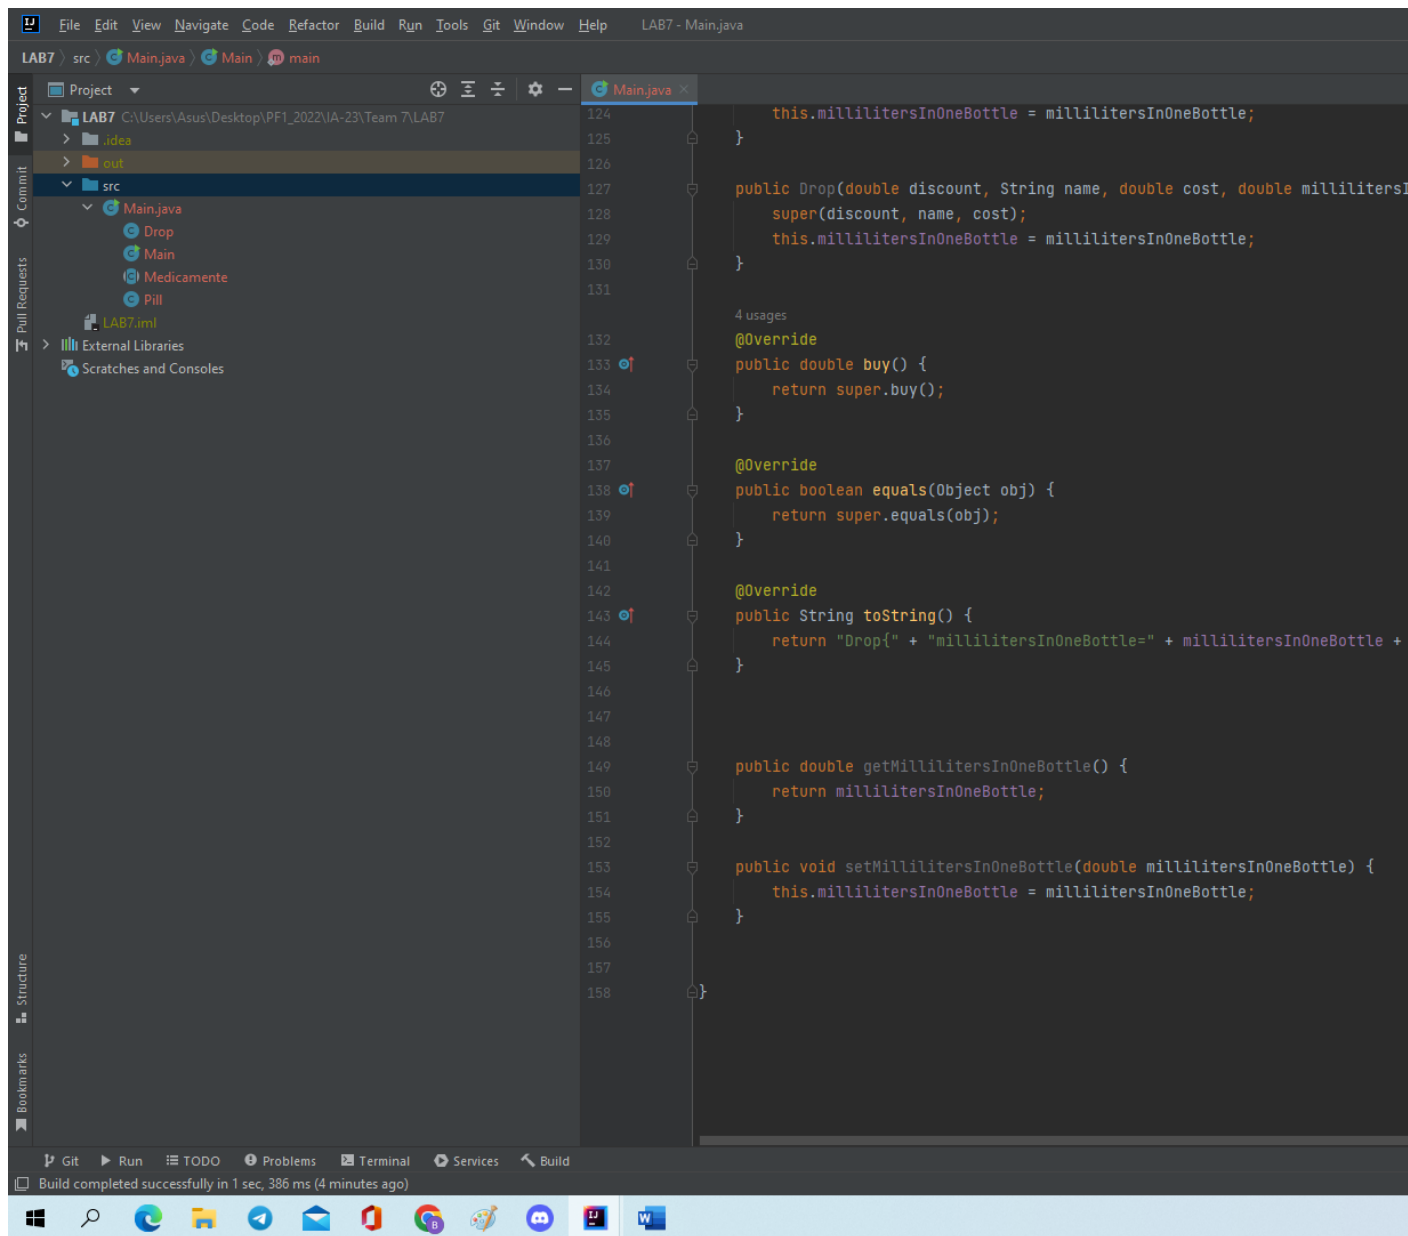 File Edit View Navigate Code Refactor Build Run Tools Git Window Help LAB7 - Main.java
LAB7 src Main.java Main main
Project
Main.java
Project
Commit
Pull Requests
Structure
Bookmarks
LAB7 C:\Users\Asus\Desktop\PF1_2022\IA-23\Team 7\LAB7
.idea
out
src
Main.java
Drop
Main
Medicamente
Pill
LAB7.iml
External Libraries
Scratches and Consoles
124 this.millilitersInOneBottle = millilitersInOneBottle;
125 }
126
127 public Drop(double discount, String name, double cost, double millilitersI
128 super(discount, name, cost);
129 this.millilitersInOneBottle = millilitersInOneBottle;
130 }
131
4 usages
132 @Override
133 public double buy() {
134 return super.buy();
135 }
136
137 @Override
138 public boolean equals(Object obj) {
139 return super.equals(obj);
140 }
141
142 @Override
143 public String toString() {
144 return "Drop{" + "millilitersInOneBottle=" + millilitersInOneBottle +
145 }
146
147
148
149 public double getMillilitersInOneBottle() {
150 return millilitersInOneBottle;
151 }
152
153 public void setMillilitersInOneBottle(double millilitersInOneBottle) {
154 this.millilitersInOneBottle = millilitersInOneBottle;
155 }
156
157
158 }
Git Run TODO Problems Terminal Services Build
Build completed successfully in 1 sec, 386 ms (4 minutes ago)